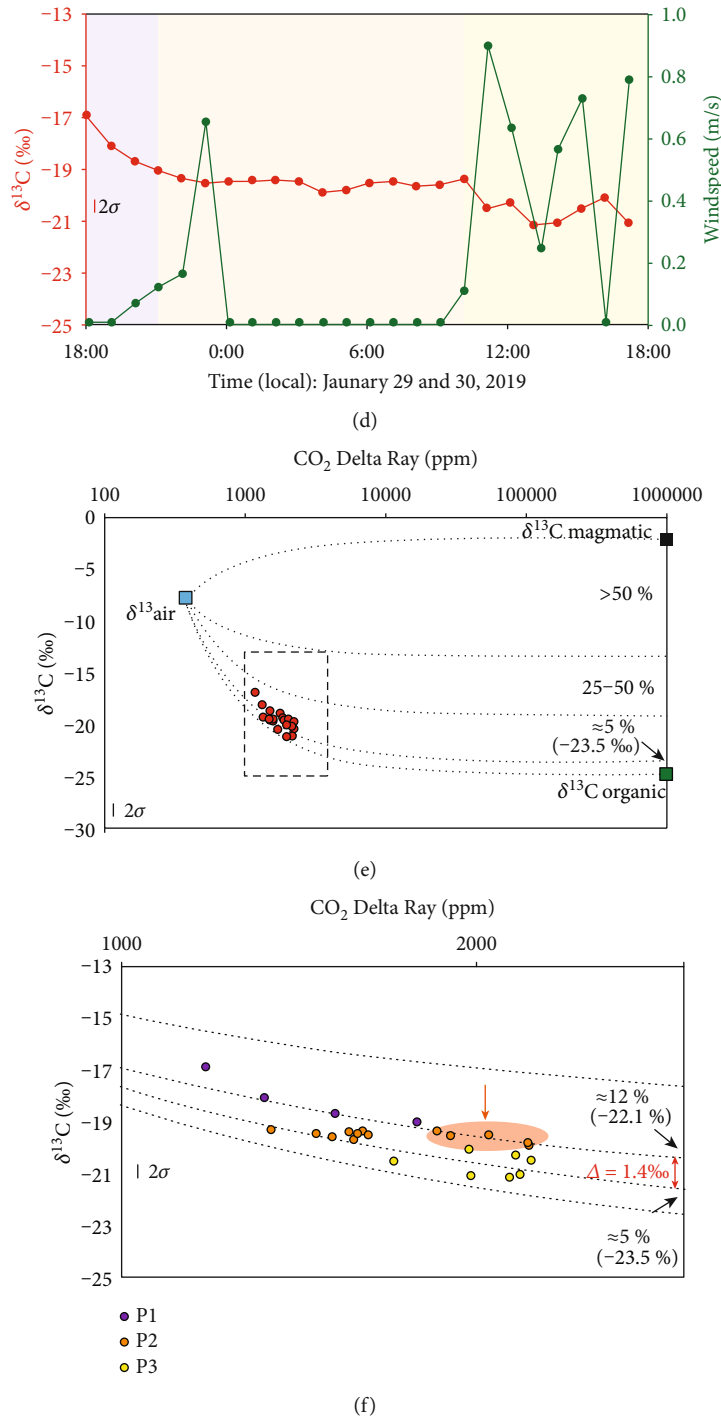 −13
−15
−17
−19
−21
−23
−25
δ13C (‰)
2σ
1.0
0.8
0.6
0.4
0.2
0.0
Windspeed (m/s)
18:00 0:00 6:00 12:00 18:00
Time (local): Jaunary 29 and 30, 2019
(d)
CO2 Delta Ray (ppm)
100 1000 10000 100000 1000000
0
−5
−10
−15
−20
−25
−30
δ13C (‰)
δ13C magmatic
δ13air
>50 %
25−50 %
≈5 %
(−23.5 ‰)
δ13C organic
2σ
(e)
CO2 Delta Ray (ppm)
1000 2000
−13
−15
−17
−19
−21
−23
−25
δ13C (‰)
≈12 %
(−22.1 %)
Δ = 1.4‰
2σ
≈5 %
(−23.5 %)
P1
P2
P3
(f)